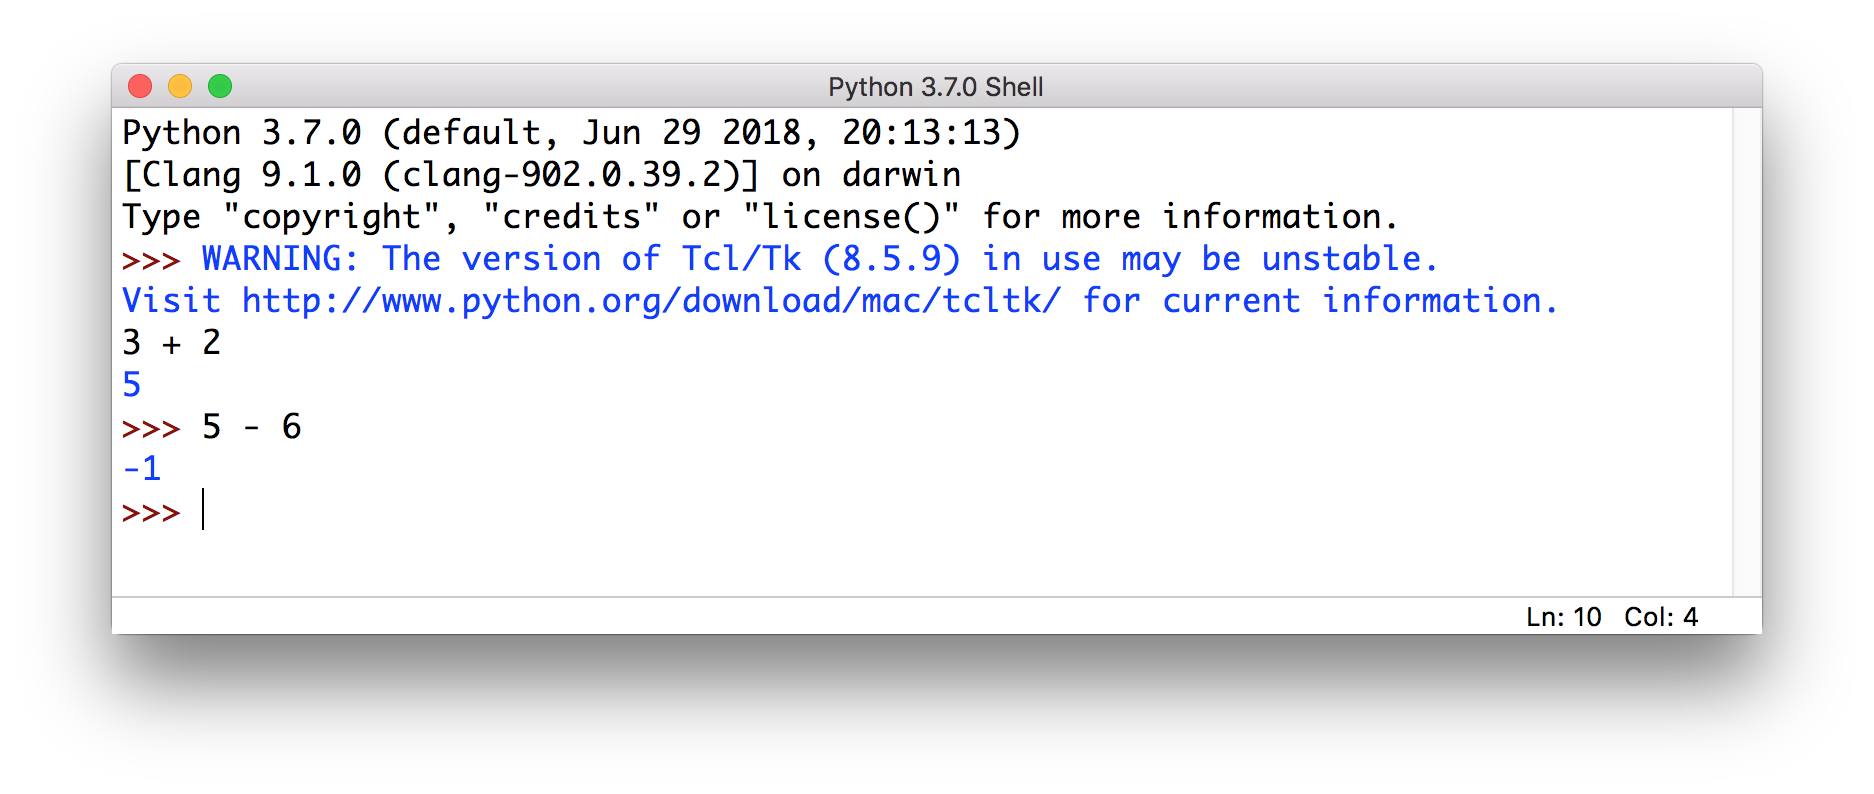 Python 3.7.0 Shell
Python 3.7.0 (default, Jun 29 2018, 20:13:13)
[Clang 9.1.0 (clang-902.0.39.2)] on darwin
Type "copyright", "credits" or "license()" for more information.
>>> WARNING: The version of Tcl/Tk (8.5.9) in use may be unstable.
Visit http://www.python.org/download/mac/tcltk/ for current information.
3 + 2
5
>>> 5 - 6
-1
>>>
Ln: 10 Col: 4